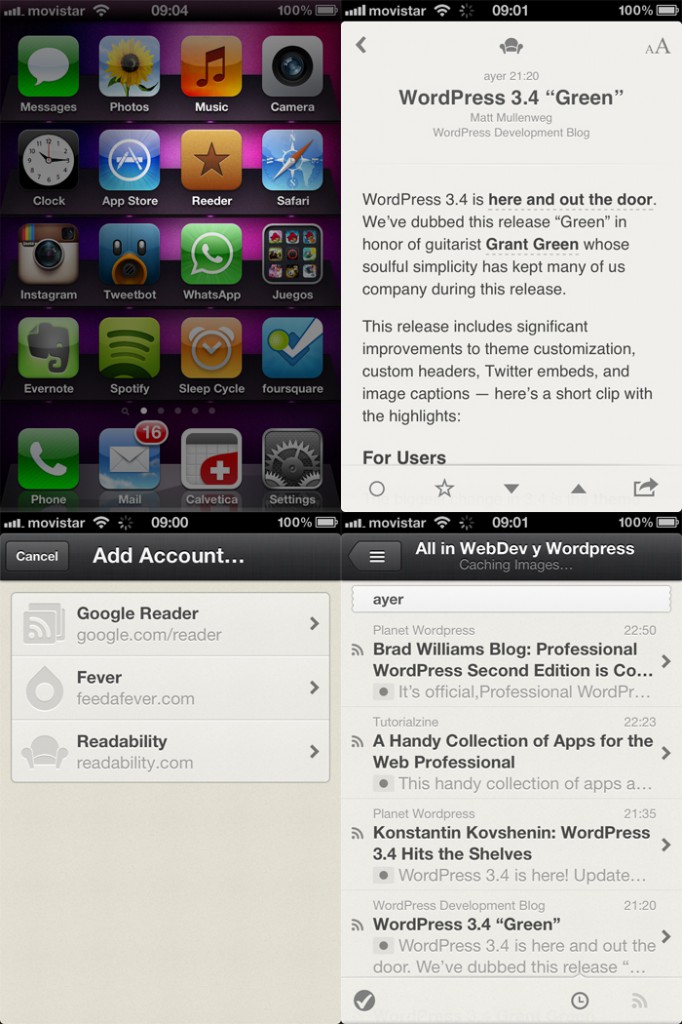 movistar 09:04 100%
Messages Photos Music Camera
Clock App Store Reeder Safari
Instagram Tweetbot WhatsApp Juegos
Evernote Spotify Sleep Cycle foursquare
16
Phone Mail Calvetica Settings
movistar 09:01 100%
AA
ayer 21:20
WordPress 3.4 “Green”
Matt Mullenweg
WordPress Development Blog
WordPress 3.4 is here and out the door.
We’ve dubbed this release “Green” in
honor of guitarist Grant Green whose
soulful simplicity has kept many of us
company during this release.
This release includes significant
improvements to theme customization,
custom headers, Twitter embeds, and
image captions — here’s a short clip with
the highlights:
For Users
movistar 09:00 100%
Cancel Add Account...
Google Reader
google.com/reader
Fever
feedafever.com
Readability
readability.com
movistar 09:01 100%
All in WebDev y Wordpress
Caching Images...
ayer
Planet Wordpress 22:50
Brad Williams Blog: Professional
WordPress Second Edition is Co...
It’s official,Professional WordPr...
Tutorialzine 22:23
A Handy Collection of Apps for the
Web Professional
This handy collection of apps a...
Planet Wordpress 21:35
Konstantin Kovshenin: WordPress
3.4 Hits the Shelves
WordPress 3.4 is here! Update...
WordPress Development Blog 21:20
WordPress 3.4 “Green”
WordPress 3.4 is here and out the
door. We’ve dubbed this release “...